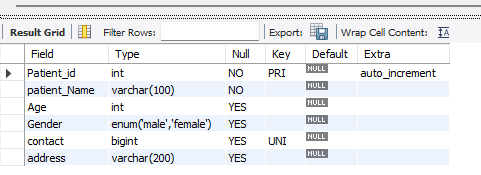 Result Grid Filter Rows: Export: Wrap Cell Content:
Field Type Null Key Default Extra
Patient_id int NO PRI NULL auto_increment
patient_Name varchar(100) NO NULL
Age int YES NULL
Gender enum('male','female') YES NULL
contact bigint YES UNI NULL
address varchar(200) YES NULL